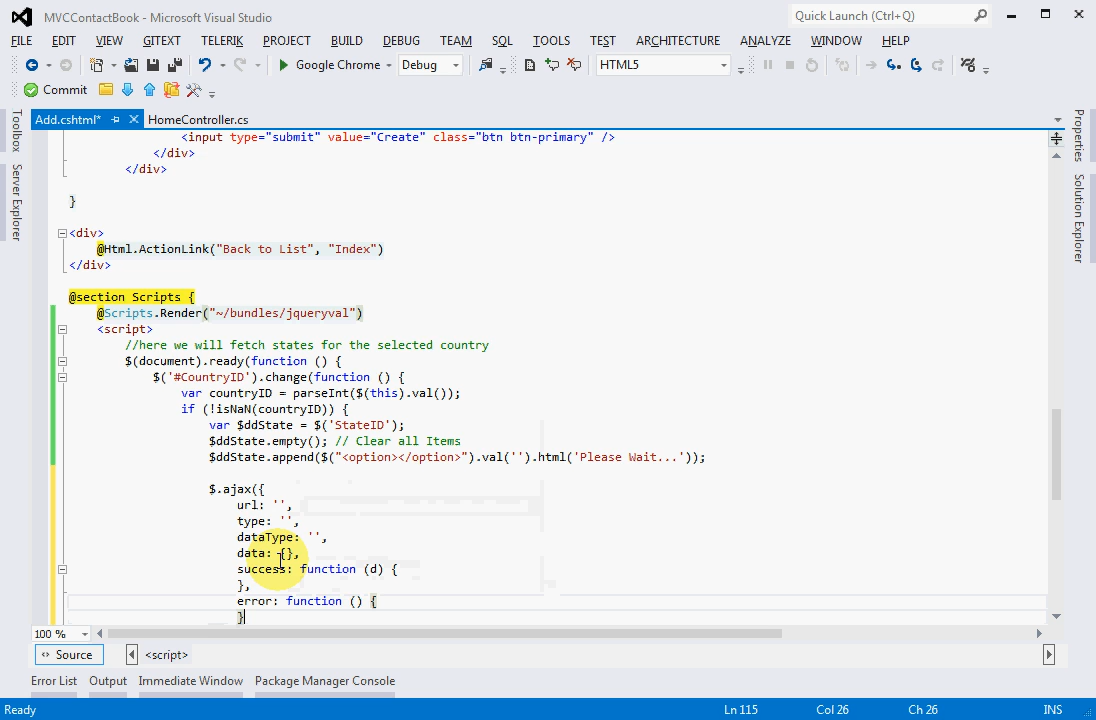 MVCContactBook - Microsoft Visual Studio
Quick Launch (Ctrl+Q)
FILE EDIT VIEW GITEXT TELERIK PROJECT BUILD DEBUG TEAM SQL TOOLS TEST ARCHITECTURE ANALYZE WINDOW HELP
Google Chrome Debug HTML5
Commit
Toolbox
Server Explorer
Add.cshtml* HomeController.cs
Properties
Solution Explorer
<input type="submit" value="Create" class="btn btn-primary" />
</div>
</div>
}
<div>
@Html.ActionLink("Back to List", "Index")
</div>
@section Scripts {
@Scripts.Render("~/bundles/jqueryval")
<script>
//here we will fetch states for the selected country
$(document).ready(function () {
$('#CountryID').change(function () {
var countryID = parseInt($(this).val());
if (!isNaN(countryID)) {
var $ddState = $('StateID');
$ddState.empty(); // Clear all Items
$ddState.append($("<option></option>").val('').html('Please Wait...'));
$.ajax({
url: '',
type: '',
dataType: '',
data: {},
success: function (d) {
},
error: function () {
}
100 %
Source <script>
Error List Output Immediate Window Package Manager Console
Ready Ln 115 Col 26 Ch 26 INS